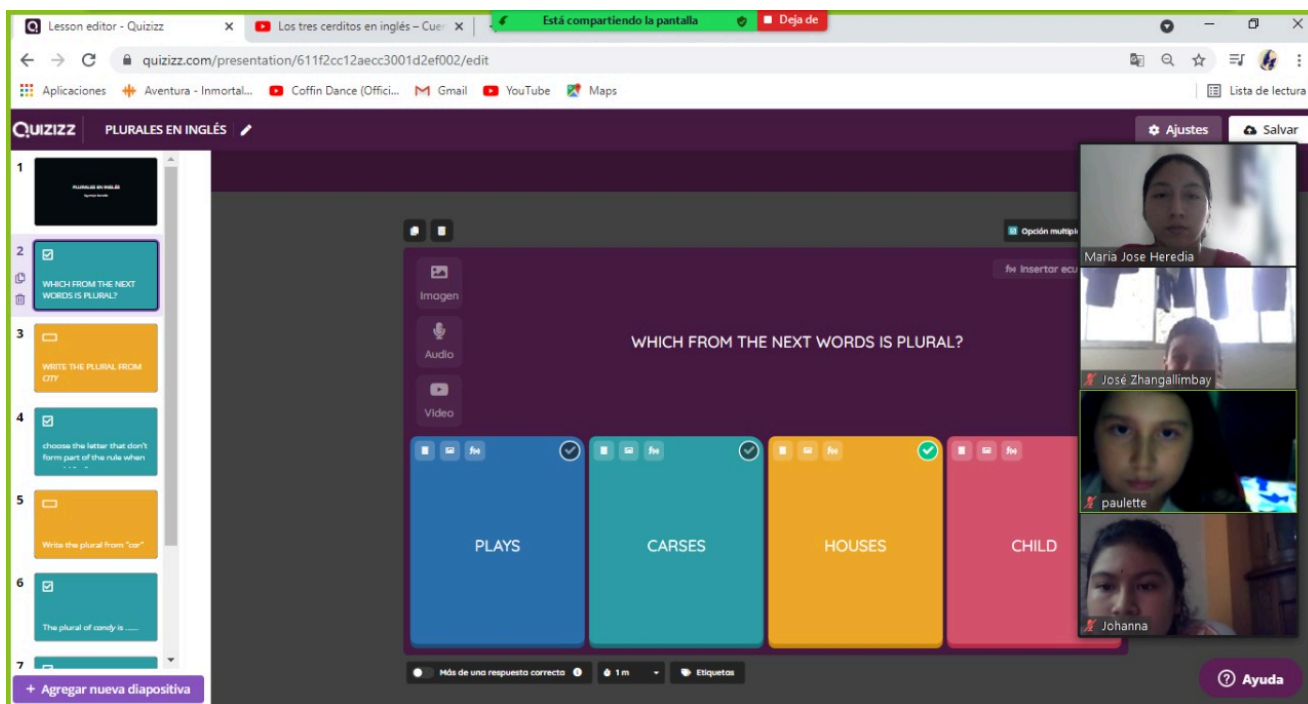 Lesson editor - Quizizz
Los tres cerditos en inglés – Cue
Está compartiendo la pantalla
Deja de
quizizz.com/presentation/611f2cc12aecc3001d2ef002/edit
Aplicaciones
Aventura - Inmortal...
Coffin Dance (Offici...
Gmail
YouTube
Maps
Lista de lectura
QUIZIZZ
PLURALES EN INGLÉS
Ajustes
Salvar
1
PLURALES EN INGLÉS
2
WHICH FROM THE NEXT
WORDS IS PLURAL?
3
WRITE THE PLURAL FROM
CITY
4
choose the letter that don't
form part of the rule when
5
Write the plural from "car"
6
The plural of candy is ......
7
+ Agregar nueva diapositiva
Opción multipl
Imagen
Audio
Video
Insertar ecu
WHICH FROM THE NEXT WORDS IS PLURAL?
PLAYS
CARSES
HOUSES
CHILD
Más de una respuesta correcta
1 m
Etiquetas
Maria Jose Heredia
José Zhangallimbay
paulette
Johanna
Ayuda